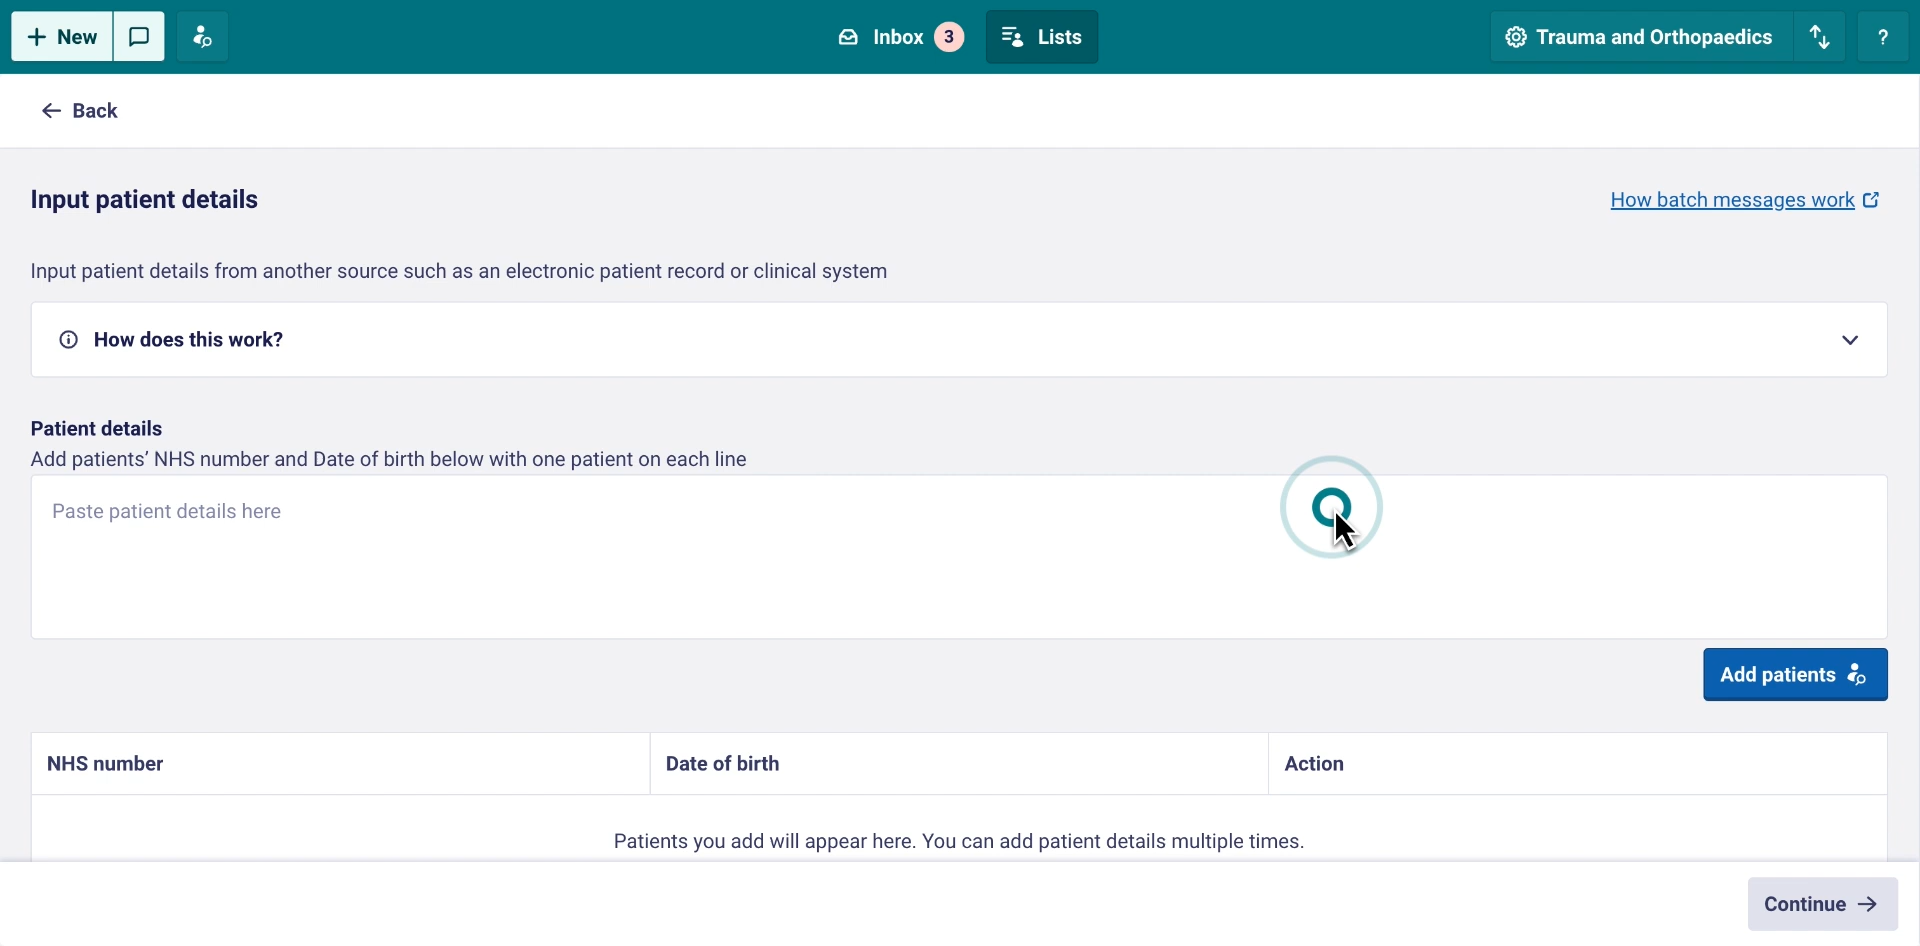 New
Inbox 3
Lists
Trauma and Orthopaedics
?
Back
Input patient details
How batch messages work
Input patient details from another source such as an electronic patient record or clinical system
How does this work?
Patient details
Add patients’ NHS number and Date of birth below with one patient on each line
Paste patient details here
Add patients
NHS number
Date of birth
Action
Patients you add will appear here. You can add patient details multiple times.
Continue